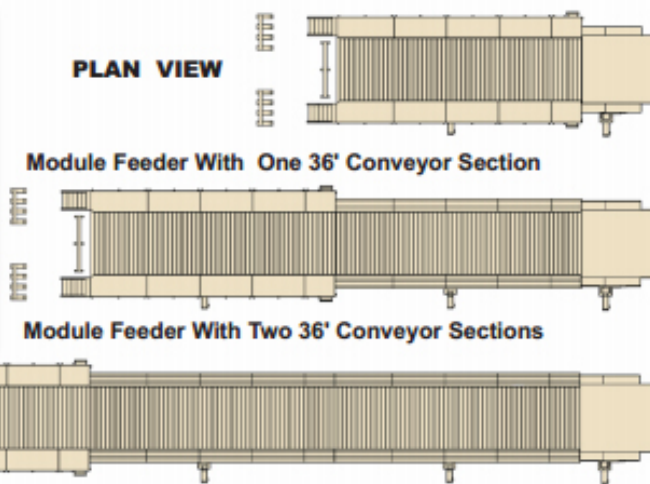 PLAN VIEW
Module Feeder With One 36' Conveyor Section
Module Feeder With Two 36' Conveyor Sections